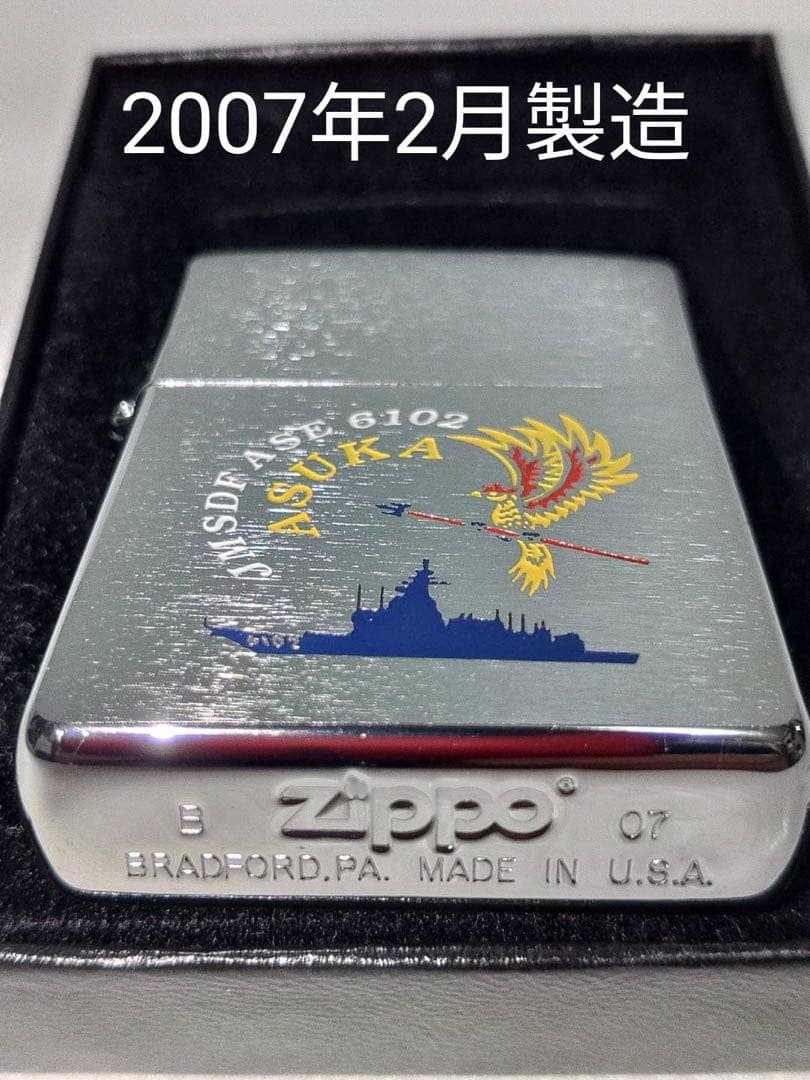 2007年2月製造
JMSDF ASE 6102
ASUKA
6102
B Zippo® 07
BRADFORD, PA. MADE IN U.S.A.